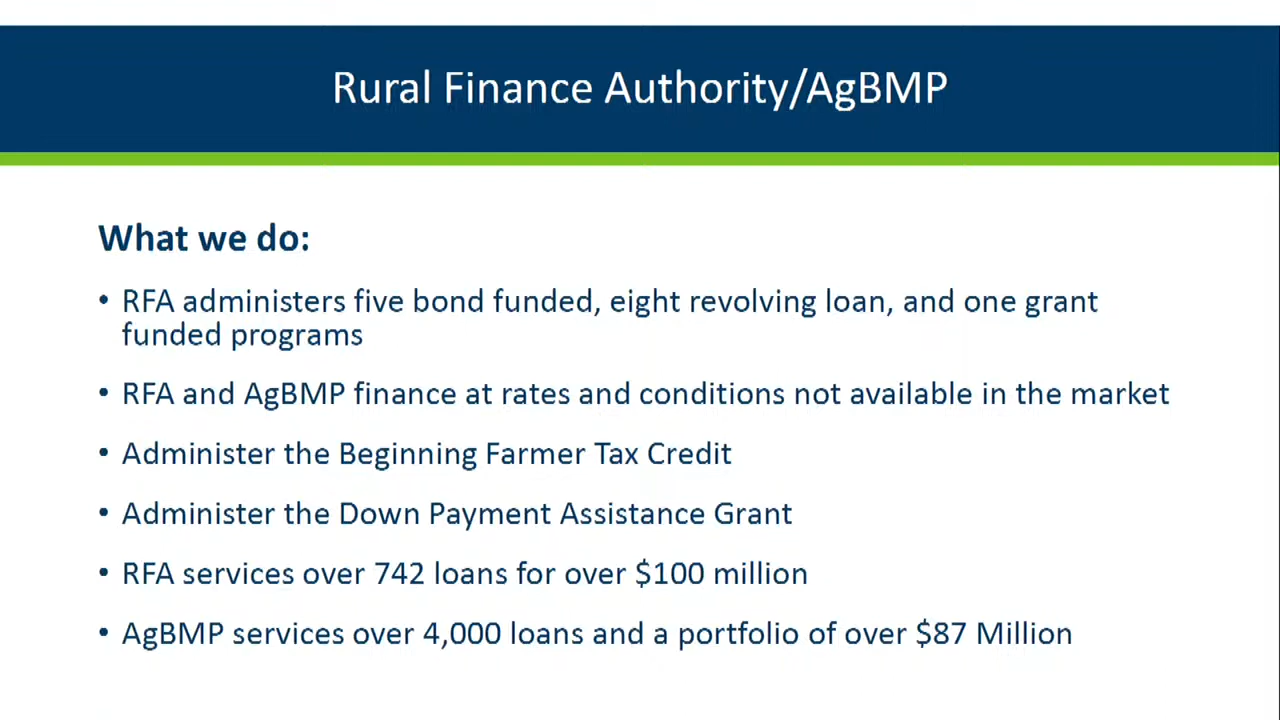 Rural Finance Authority/AgBMP
What we do:
• RFA administers five bond funded, eight revolving loan, and one grant
funded programs
• RFA and AgBMP finance at rates and conditions not available in the market
• Administer the Beginning Farmer Tax Credit
• Administer the Down Payment Assistance Grant
• RFA services over 742 loans for over $100 million
• AgBMP services over 4,000 loans and a portfolio of over $87 Million